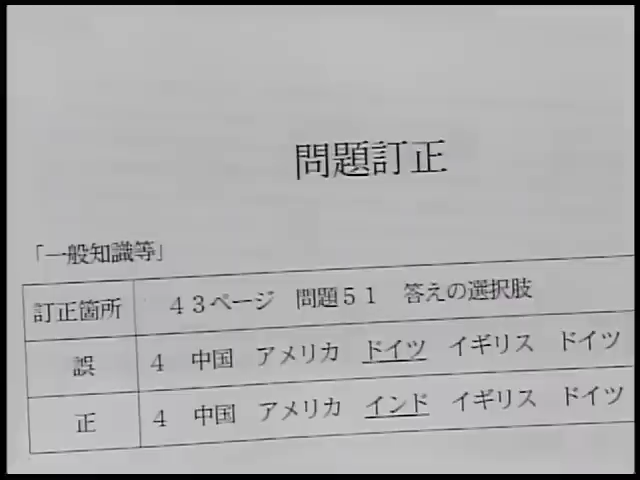 問題訂正
「一般知識等」
訂正箇所 43ページ 問題51 答えの選択肢
誤 4 中国 アメリカ ドイツ イギリス ドイツ
正 4 中国 アメリカ インド イギリス ドイツ